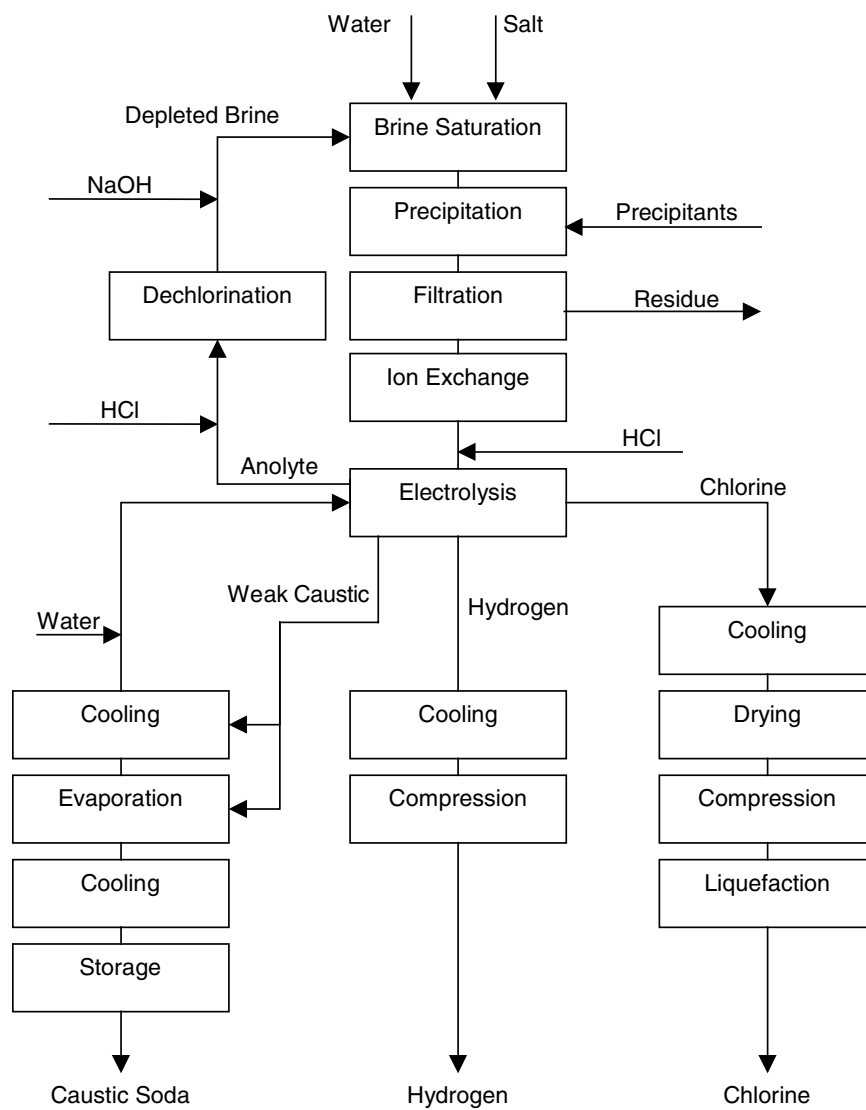 Water
Salt
Depleted Brine
Brine Saturation
NaOH
Precipitation
Precipitants
Dechlorination
Filtration
Residue
Ion Exchange
HCl
HCl
Anolyte
Electrolysis
Chlorine
Weak Caustic
Hydrogen
Water
Cooling
Cooling
Cooling
Drying
Evaporation
Compression
Compression
Cooling
Liquefaction
Storage
Caustic Soda
Hydrogen
Chlorine